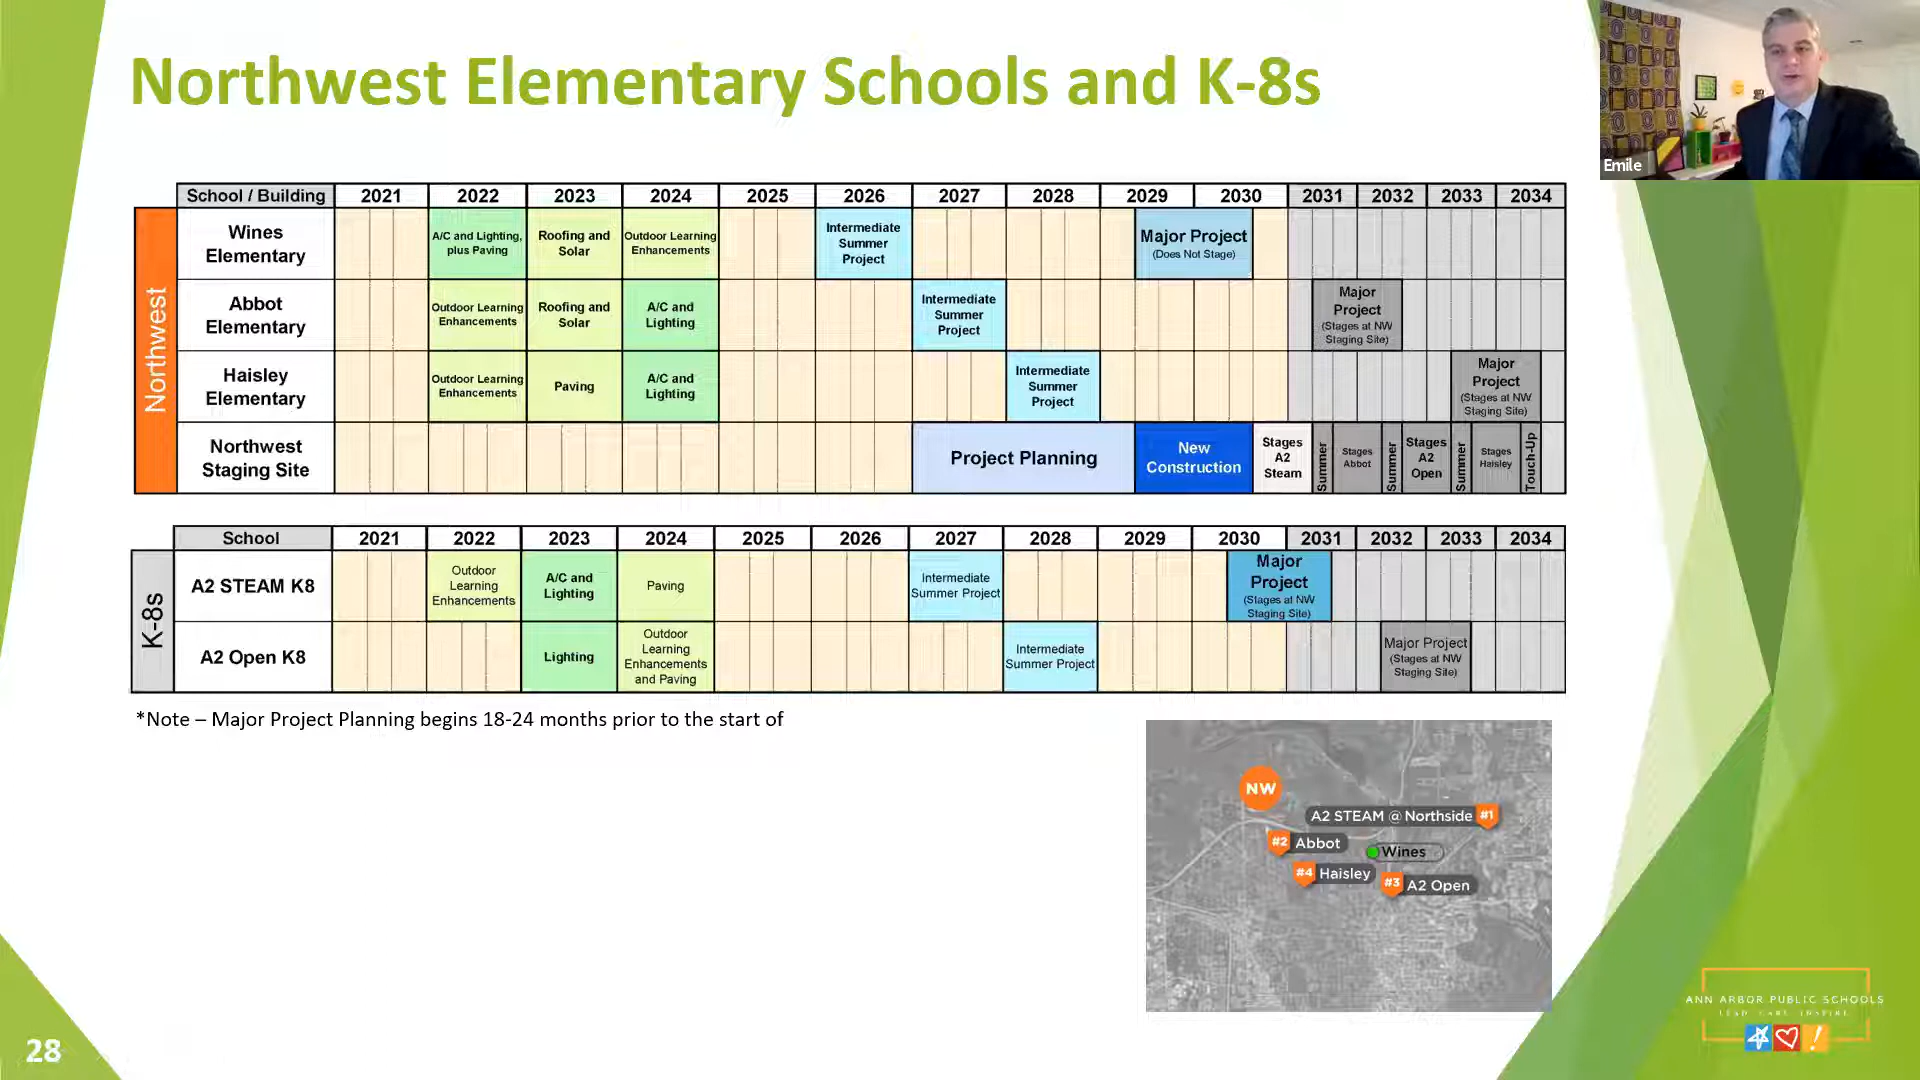 Northwest Elementary Schools and K-8s
Emile
School / Building 2021 2022 2023 2024 2025 2026 2027 2028 2029 2030 2031 2032 2033 2034
Northwest
Wines
Elementary
A/C and Lighting,
plus Paving
Roofing and
Solar
Outdoor Learning
Enhancements
Intermediate
Summer
Project
Major Project
(Does Not Stage)
Abbot
Elementary
Outdoor Learning
Enhancements
Roofing and
Solar
A/C and
Lighting
Intermediate
Summer
Project
Major
Project
(Stages at NW
Staging Site)
Haisley
Elementary
Outdoor Learning
Enhancements
Paving
A/C and
Lighting
Intermediate
Summer
Project
Major
Project
(Stages at NW
Staging Site)
Northwest
Staging Site
Project Planning
New
Construction
Stages
A2
Steam
Summer
Stages
Abbot
Summer
Stages
A2
Open
Summer
Stages
Haisley
Touch-Up
School 2021 2022 2023 2024 2025 2026 2027 2028 2029 2030 2031 2032 2033 2034
K-8s
A2 STEAM K8
Outdoor
Learning
Enhancements
A/C and
Lighting
Paving
Intermediate
Summer Project
Major
Project
(Stages at NW
Staging Site)
A2 Open K8
Lighting
Outdoor
Learning
Enhancements
and Paving
Intermediate
Summer Project
Major Project
(Stages at NW
Staging Site)
*Note – Major Project Planning begins 18-24 months prior to the start of
NW
A2 STEAM @ Northside #1
#2 Abbot
Wines
#4 Haisley
#3 A2 Open
ANN ARBOR PUBLIC SCHOOLS
LEAD CARE INSPIRE
28